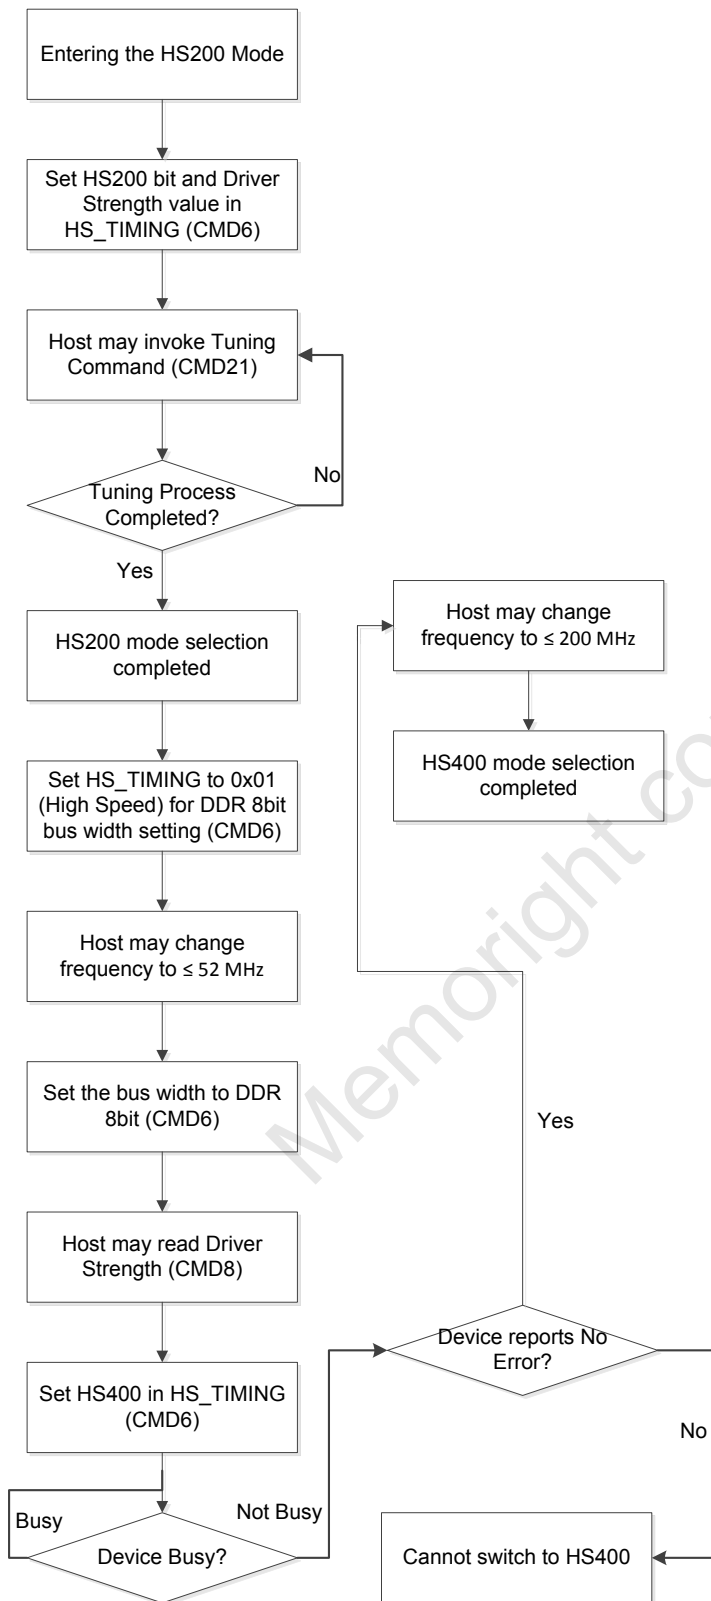 Entering the HS200 Mode
Set HS200 bit and Driver
Strength value in
HS_TIMING (CMD6)
Host may invoke Tuning
Command (CMD21)
No
Tuning Process
Completed?
Yes
HS200 mode selection
completed
Set HS_TIMING to 0x01
(High Speed) for DDR 8bit
bus width setting (CMD6)
Host may change
frequency to ≤ 52 MHz
Set the bus width to DDR
8bit (CMD6)
Host may read Driver
Strength (CMD8)
Set HS400 in HS_TIMING
(CMD6)
Busy
Not Busy
Device Busy?
Host may change
frequency to ≤ 200 MHz
HS400 mode selection
completed
Yes
Device reports No
Error?
No
Cannot switch to HS400
Memoright co